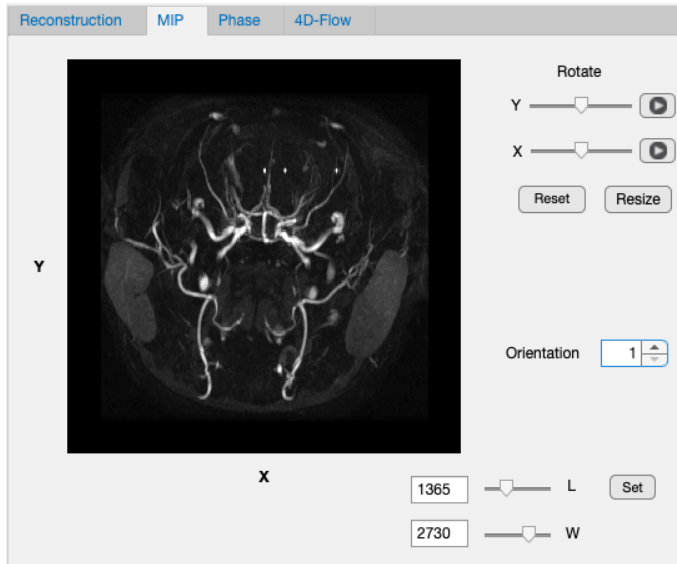 Reconstruction MIP Phase 4D-Flow
Rotate
Y
X
Reset Resize
Y
Orientation 1
X
1365 L Set
2730 W